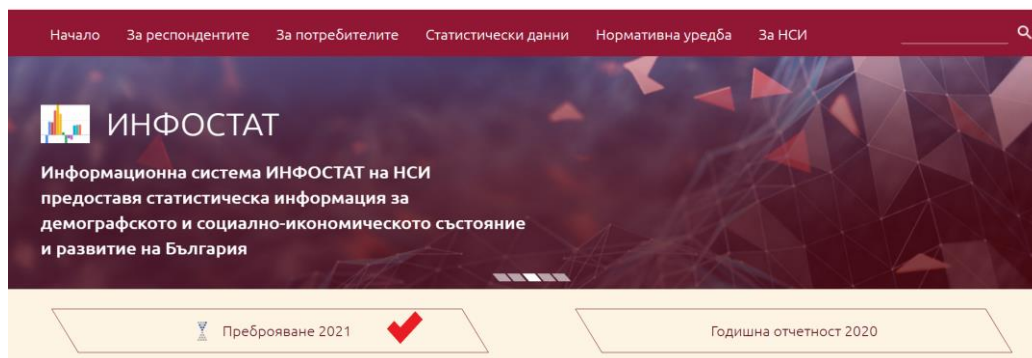 Начало За респондентите За потребителите Статистически данни Нормативна уредба За НСИ
ИНФОСТАТ
Информационна система ИНФОСТАТ на НСИ
предоставя статистическа информация за
демографското и социално-икономическото състояние
и развитие на България
Преброяване 2021 Годишна отчетност 2020